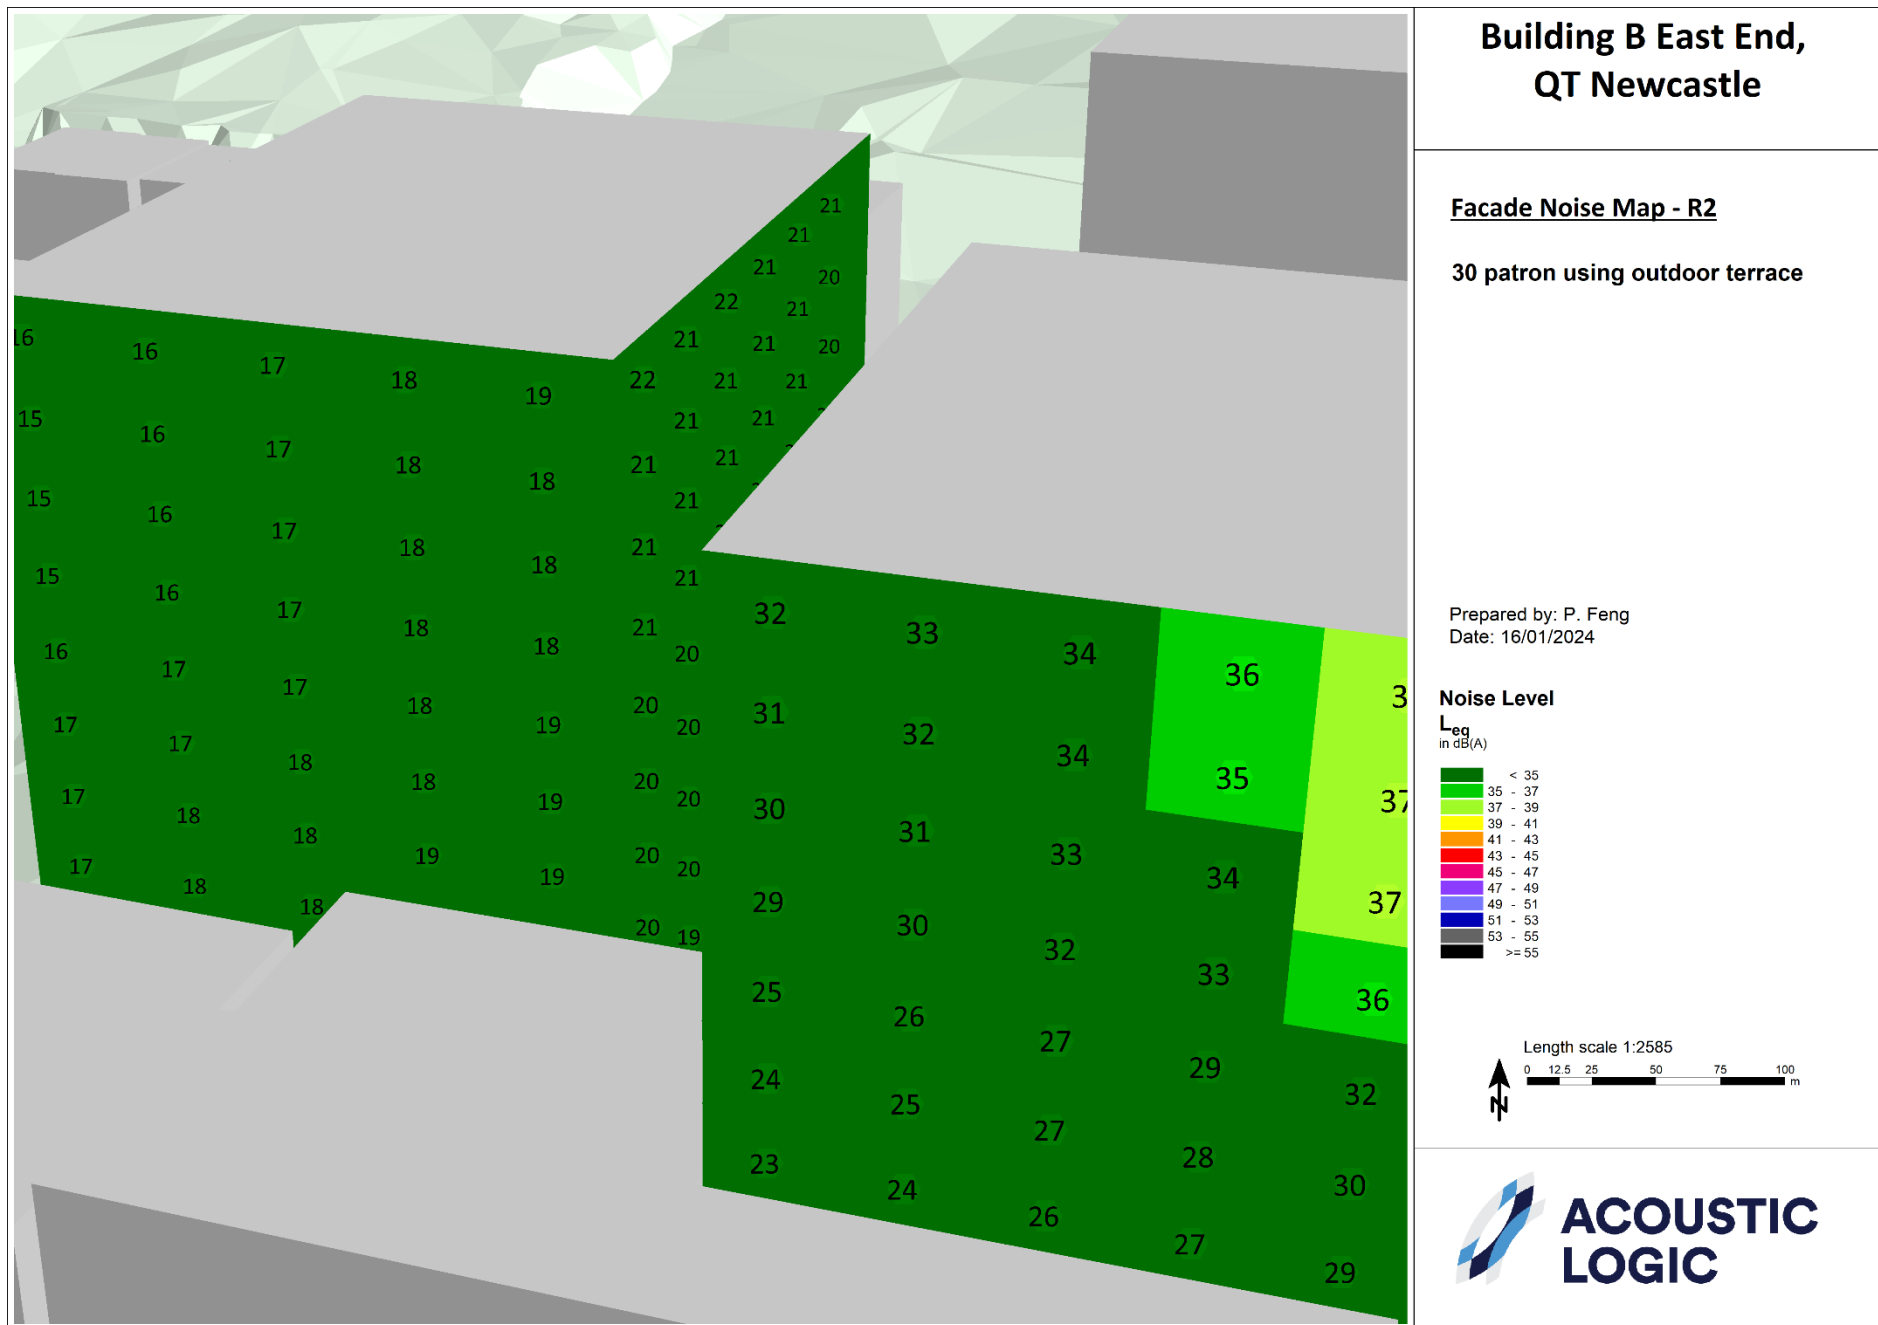 Building B East End,
QT Newcastle
Facade Noise Map - R2
30 patron using outdoor terrace
Prepared by: P. Feng
Date: 16/01/2024
Noise Level
Leq
in dB(A)
< 35
35 - 37
37 - 39
39 - 41
41 - 43
43 - 45
45 - 47
47 - 49
49 - 51
51 - 53
53 - 55
>= 55
Length scale 1:2585
0 12.5 25 50 75 100
m
N
ACOUSTIC
LOGIC
21
21
21 20
22 21
21 21 20
16 16 17 18 19 22 21 21
15 16 17 18 18 21 21 21 21
15 16 17 18 18 21 21
15 16 17 18 18 21 21
16 17 17 18 19 20 20
17 17 18 18 19 20 20
17 18 18 19 19 20 20
17 18 18 20 19
32 33 34 36
31 32 34 35 37
30 31 33 34 37
29 30 32 33 36
25 26 27 29 32
24 25 27 28 30
23 24 26 27 29